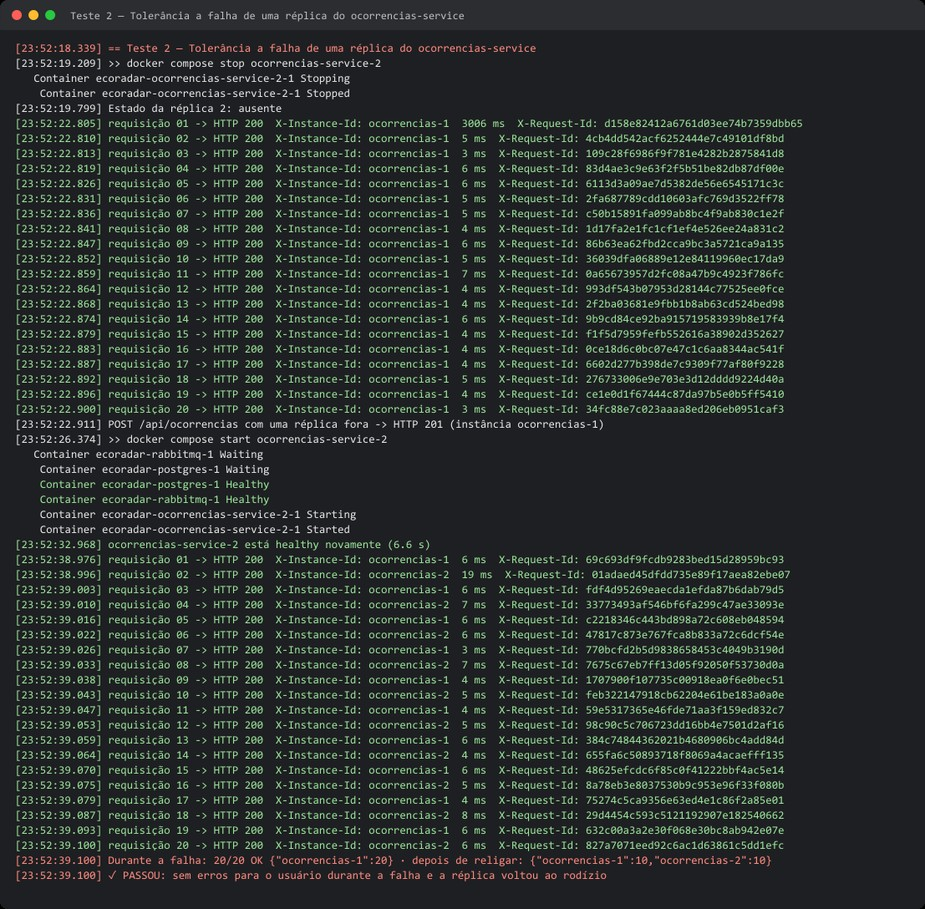 Teste 2 — Tolerância a falha de uma réplica do ocorrencias-service
[23:52:18.339] == Teste 2 — Tolerância a falha de uma réplica do ocorrencias-service
[23:52:19.209] >> docker compose stop ocorrencias-service-2
Container ecoradar-ocorrencias-service-2-1 Stopping
Container ecoradar-ocorrencias-service-2-1 Stopped
[23:52:19.799] Estado da réplica 2: ausente
[23:52:22.805] requisição 01 -> HTTP 200  X-Instance-Id: ocorrencias-1  3006 ms  X-Request-Id: d158e82412a6761d03ee74b7359dbb65
[23:52:22.810] requisição 02 -> HTTP 200  X-Instance-Id: ocorrencias-1  5 ms  X-Request-Id: 4cb4dd542acf6252444e7c49101df8bd
[23:52:22.813] requisição 03 -> HTTP 200  X-Instance-Id: ocorrencias-1  3 ms  X-Request-Id: 109c28f6986f9f781e4282b2875841d8
[23:52:22.819] requisição 04 -> HTTP 200  X-Instance-Id: ocorrencias-1  6 ms  X-Request-Id: 83d4ae3c9e63f2f5b51be82db87df00e
[23:52:22.826] requisição 05 -> HTTP 200  X-Instance-Id: ocorrencias-1  6 ms  X-Request-Id: 6113d3a09ae7d5382de56e6545171c3c
[23:52:22.831] requisição 06 -> HTTP 200  X-Instance-Id: ocorrencias-1  5 ms  X-Request-Id: 2fa687789cdd10603afc769d3522ff78
[23:52:22.836] requisição 07 -> HTTP 200  X-Instance-Id: ocorrencias-1  5 ms  X-Request-Id: c50b15891fa099ab8bc4f9ab830c1e2f
[23:52:22.841] requisição 08 -> HTTP 200  X-Instance-Id: ocorrencias-1  4 ms  X-Request-Id: 1d17fa2e1fc1cf1ef4e526ee24a831c2
[23:52:22.847] requisição 09 -> HTTP 200  X-Instance-Id: ocorrencias-1  6 ms  X-Request-Id: 86b63ea62fbd2cca9bc3a5721ca9a135
[23:52:22.852] requisição 10 -> HTTP 200  X-Instance-Id: ocorrencias-1  5 ms  X-Request-Id: 36039dfa06889e12e84119960ec17da9
[23:52:22.859] requisição 11 -> HTTP 200  X-Instance-Id: ocorrencias-1  7 ms  X-Request-Id: 0a65673957d2fc08a47b9c4923f786fc
[23:52:22.864] requisição 12 -> HTTP 200  X-Instance-Id: ocorrencias-1  4 ms  X-Request-Id: 993df543b07953d28144c77525ee0fce
[23:52:22.868] requisição 13 -> HTTP 200  X-Instance-Id: ocorrencias-1  4 ms  X-Request-Id: 2f2ba03681e9fbb1b8ab63cd524bed98
[23:52:22.874] requisição 14 -> HTTP 200  X-Instance-Id: ocorrencias-1  6 ms  X-Request-Id: 9b9cd84ce92ba915719583939b8e17f4
[23:52:22.879] requisição 15 -> HTTP 200  X-Instance-Id: ocorrencias-1  4 ms  X-Request-Id: f1f5d7959fefb552616a38902d352627
[23:52:22.883] requisição 16 -> HTTP 200  X-Instance-Id: ocorrencias-1  4 ms  X-Request-Id: 0ce18d6c0bc07e47c1c6aa8344ac541f
[23:52:22.887] requisição 17 -> HTTP 200  X-Instance-Id: ocorrencias-1  4 ms  X-Request-Id: 6602d277b398de7c9309f77af80f9228
[23:52:22.892] requisição 18 -> HTTP 200  X-Instance-Id: ocorrencias-1  5 ms  X-Request-Id: 276733006e9e703e3d12dddd9224d40a
[23:52:22.896] requisição 19 -> HTTP 200  X-Instance-Id: ocorrencias-1  4 ms  X-Request-Id: ce1e0d1f67444c87da97b5e0b5ff5410
[23:52:22.900] requisição 20 -> HTTP 200  X-Instance-Id: ocorrencias-1  3 ms  X-Request-Id: 34fc88e7c023aaaa8ed206eb0951caf3
[23:52:22.911] POST /api/ocorrencias com uma réplica fora -> HTTP 201 (instância ocorrencias-1)
[23:52:26.374] >> docker compose start ocorrencias-service-2
Container ecoradar-rabbitmq-1 Waiting
Container ecoradar-postgres-1 Waiting
Container ecoradar-postgres-1 Healthy
Container ecoradar-rabbitmq-1 Healthy
Container ecoradar-ocorrencias-service-2-1 Starting
Container ecoradar-ocorrencias-service-2-1 Started
[23:52:32.968] ocorrencias-service-2 está healthy novamente (6.6 s)
[23:52:38.976] requisição 01 -> HTTP 200  X-Instance-Id: ocorrencias-1  6 ms  X-Request-Id: 69c693df9fcdb9283bed15d28959bc93
[23:52:38.996] requisição 02 -> HTTP 200  X-Instance-Id: ocorrencias-2  19 ms  X-Request-Id: 01adaed45dfdd735e89f17aea82ebe07
[23:52:39.003] requisição 03 -> HTTP 200  X-Instance-Id: ocorrencias-1  6 ms  X-Request-Id: fdf4d95269eaecda1efda87b6dab79d5
[23:52:39.010] requisição 04 -> HTTP 200  X-Instance-Id: ocorrencias-2  7 ms  X-Request-Id: 33773493af546bf6fa299c47ae33093e
[23:52:39.016] requisição 05 -> HTTP 200  X-Instance-Id: ocorrencias-1  6 ms  X-Request-Id: c2218346c443bd898a72c608eb048594
[23:52:39.022] requisição 06 -> HTTP 200  X-Instance-Id: ocorrencias-2  6 ms  X-Request-Id: 47817c873e767fca8b833a72c6dcf54e
[23:52:39.026] requisição 07 -> HTTP 200  X-Instance-Id: ocorrencias-1  3 ms  X-Request-Id: 770bcfd2b5d9838658453c4049b3190d
[23:52:39.033] requisição 08 -> HTTP 200  X-Instance-Id: ocorrencias-2  7 ms  X-Request-Id: 7675c67eb7ff13d05f92050f53730d0a
[23:52:39.038] requisição 09 -> HTTP 200  X-Instance-Id: ocorrencias-1  4 ms  X-Request-Id: 1707900f107735c00918ea0f6e0bec51
[23:52:39.043] requisição 10 -> HTTP 200  X-Instance-Id: ocorrencias-2  5 ms  X-Request-Id: feb322147918cb62204e61be183a0a0e
[23:52:39.047] requisição 11 -> HTTP 200  X-Instance-Id: ocorrencias-1  4 ms  X-Request-Id: 59e5317365e46fde71aa3f159ed832c7
[23:52:39.053] requisição 12 -> HTTP 200  X-Instance-Id: ocorrencias-2  5 ms  X-Request-Id: 98c90c5c706723dd16bb4e7501d2af16
[23:52:39.059] requisição 13 -> HTTP 200  X-Instance-Id: ocorrencias-1  6 ms  X-Request-Id: 384c74844362021b4680906bc4add84d
[23:52:39.064] requisição 14 -> HTTP 200  X-Instance-Id: ocorrencias-2  4 ms  X-Request-Id: 655fa6c50893718f8069a4acaefff135
[23:52:39.070] requisição 15 -> HTTP 200  X-Instance-Id: ocorrencias-1  6 ms  X-Request-Id: 48625efcdc6f85c0f41222bbf4ac5e14
[23:52:39.075] requisição 16 -> HTTP 200  X-Instance-Id: ocorrencias-2  5 ms  X-Request-Id: 8a78eb3e8037530b9c953e96f33f080b
[23:52:39.079] requisição 17 -> HTTP 200  X-Instance-Id: ocorrencias-1  4 ms  X-Request-Id: 75274c5ca9356e63ed4e1c86f2a85e01
[23:52:39.087] requisição 18 -> HTTP 200  X-Instance-Id: ocorrencias-2  8 ms  X-Request-Id: 29d4454c593c5121192907e182540662
[23:52:39.093] requisição 19 -> HTTP 200  X-Instance-Id: ocorrencias-1  6 ms  X-Request-Id: 632c00a3a2e30f068e30bc8ab942e07e
[23:52:39.100] requisição 20 -> HTTP 200  X-Instance-Id: ocorrencias-2  6 ms  X-Request-Id: 827a7071eed92c6ac1d63861c5dd1efc
[23:52:39.100] Durante a falha: 20/20 OK {"ocorrencias-1":20} · depois de religar: {"ocorrencias-1":10,"ocorrencias-2":10}
[23:52:39.100] ✓ PASSOU: sem erros para o usuário durante a falha e a réplica voltou ao rodízio